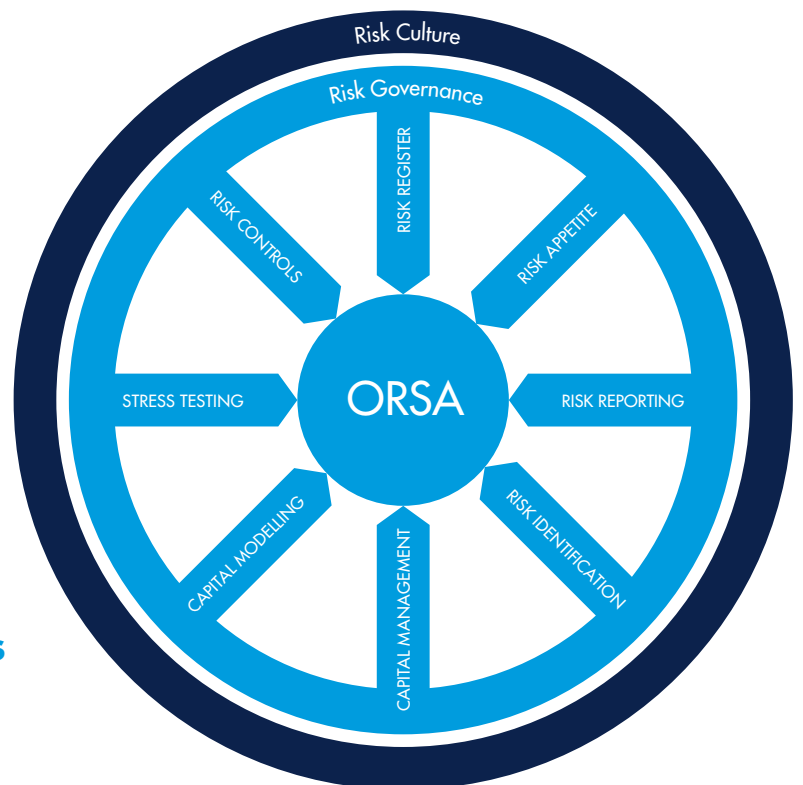 Risk Culture
Risk Governance
RISK REGISTER
RISK CONTROLS
RISK APPETITE
STRESS TESTING
ORSA
RISK REPORTING
CAPITAL MODELLING
RISK IDENTIFICATION
CAPITAL MANAGEMENT
s